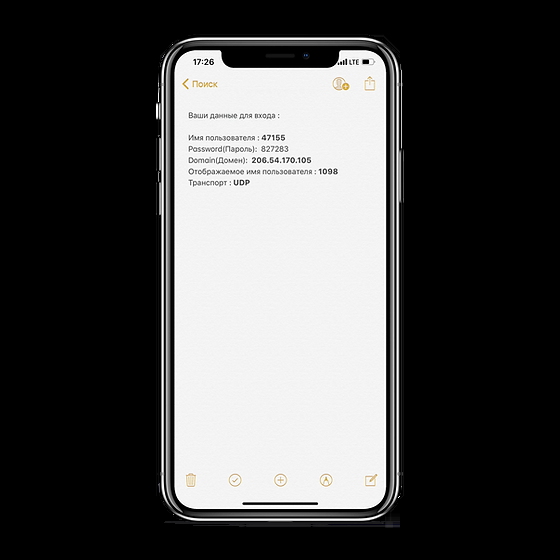 17:26
LTE
Поиск
Ваши данные для входа :
Имя пользователя : 47155
Password(Пароль): 827283
Domain(Домен): 206.54.170.105
Отображаемое имя пользователя : 1098
Транспорт : UDP